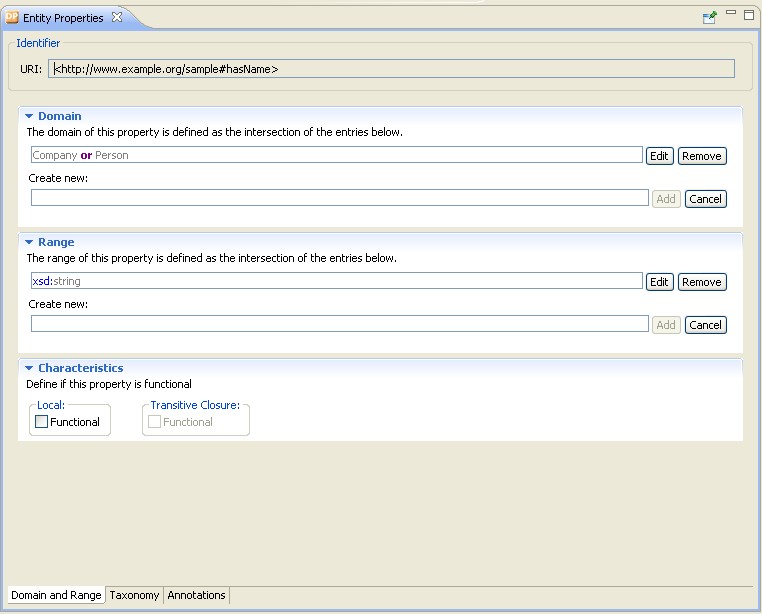 DP Entity Properties
Identifier
URI: <http://www.example.org/sample#hasName>
Domain
The domain of this property is defined as the intersection of the entries below.
Company or Person Edit Remove
Create new:
Add Cancel
Range
The range of this property is defined as the intersection of the entries below.
xsd:string Edit Remove
Create new:
Add Cancel
Characteristics
Define if this property is functional
Local: Transitive Closure:
Functional Functional
Domain and Range Taxonomy Annotations